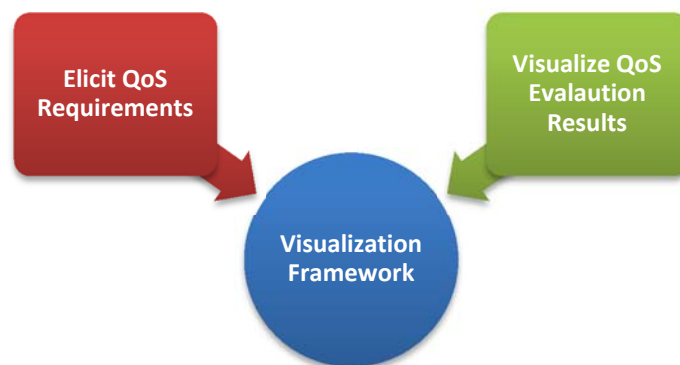 Elicit QoS
Requirements
Visualize QoS
Evalaution
Results
Visualization
Framework